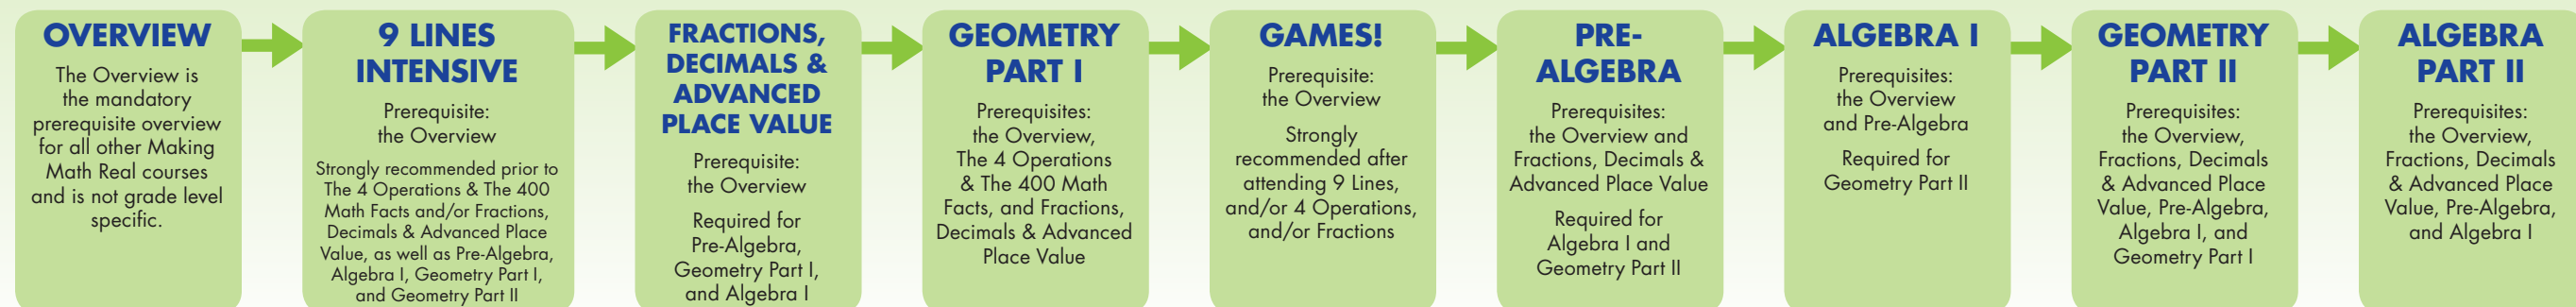 OVERVIEW
The Overview is
the mandatory
prerequisite overview
for all other Making
Math Real courses
and is not grade level
specific.
9 LINES
INTENSIVE
Prerequisite:
the Overview
Strongly recommended prior to
The 4 Operations & The 400
Math Facts and/or Fractions,
Decimals & Advanced Place
Value, as well as Pre-Algebra,
Algebra I, Geometry Part I,
and Geometry Part II
FRACTIONS,
DECIMALS &
ADVANCED
PLACE VALUE
Prerequisite:
the Overview
Required for
Pre-Algebra,
Geometry Part I,
and Algebra I
GEOMETRY
PART I
Prerequisites:
the Overview,
The 4 Operations
& The 400 Math
Facts, and Fractions,
Decimals & Advanced
Place Value
GAMES!
Prerequisite:
the Overview
Strongly
recommended after
attending 9 Lines,
and/or 4 Operations,
and/or Fractions
PRE-
ALGEBRA
Prerequisites:
the Overview and
Fractions, Decimals &
Advanced Place Value
Required for
Algebra I and
Geometry Part II
ALGEBRA I
Prerequisites:
the Overview
and Pre-Algebra
Required for
Geometry Part II
GEOMETRY
PART II
Prerequisites:
the Overview,
Fractions, Decimals
& Advanced Place
Value, Pre-Algebra,
Algebra I, and
Geometry Part I
ALGEBRA
PART II
Prerequisites:
the Overview,
Fractions, Decimals
& Advanced Place
Value, Pre-Algebra,
and Algebra I